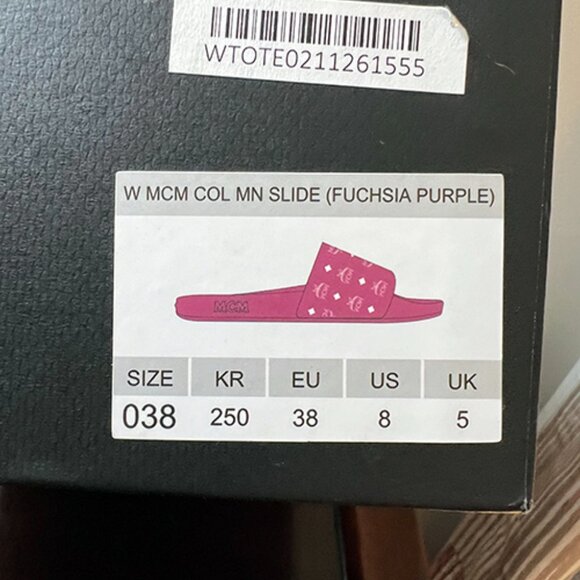 WTOTE0211261555
W MCM COL MN SLIDE (FUCHSIA PURPLE)
MCM
SIZE KR EU US UK
038 250 38 8 5